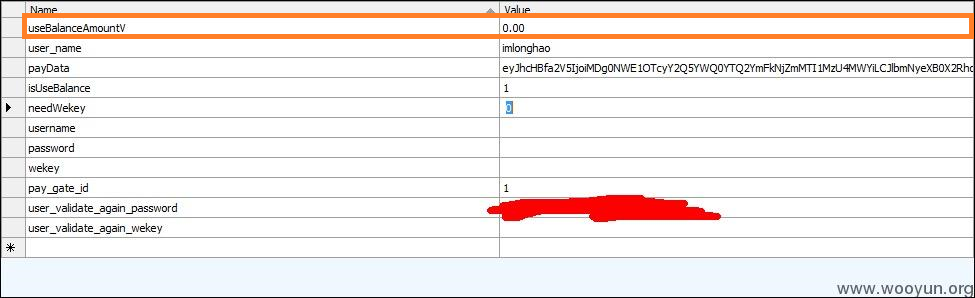 Name Value
useBalanceAmountV 0.00
user_name imlonghao
payData
isUseBalance 1
needWekey 0
username
password
wekey
pay_gate_id 1
user_validate_again_password
user_validate_again_wekey
www.wooyun.org